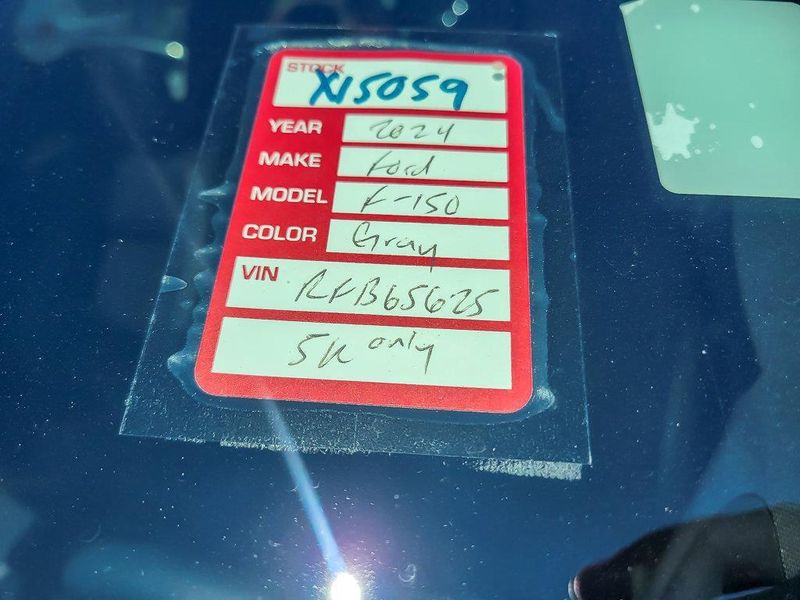 STOCK X15059
YEAR 2024
MAKE Ford
MODEL F-150
COLOR Gray
VIN RFB65625
5K only